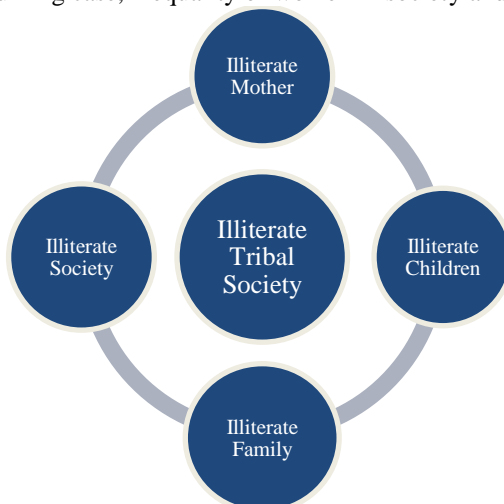 Illiterate
Mother
Illiterate
Society
Illiterate
Tribal
Society
Illiterate
Children
Illiterate
Family